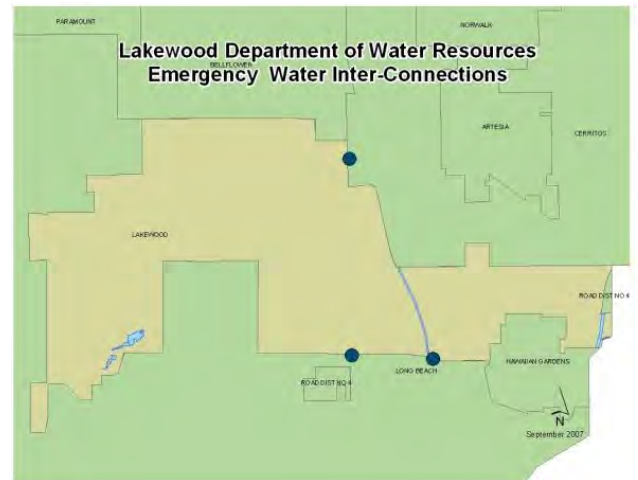 PARAMOUNT
NORWALK
Lakewood Department of Water Resources
BELLFLOWER
Emergency Water Inter-Connections
ARTESIA
CERRITOS
LAKEWOOD
ROAD DIST NO 4
HAWAIIAN GARDENS
LONG BEACH
ROAD DIST NO 4
N
September 2007